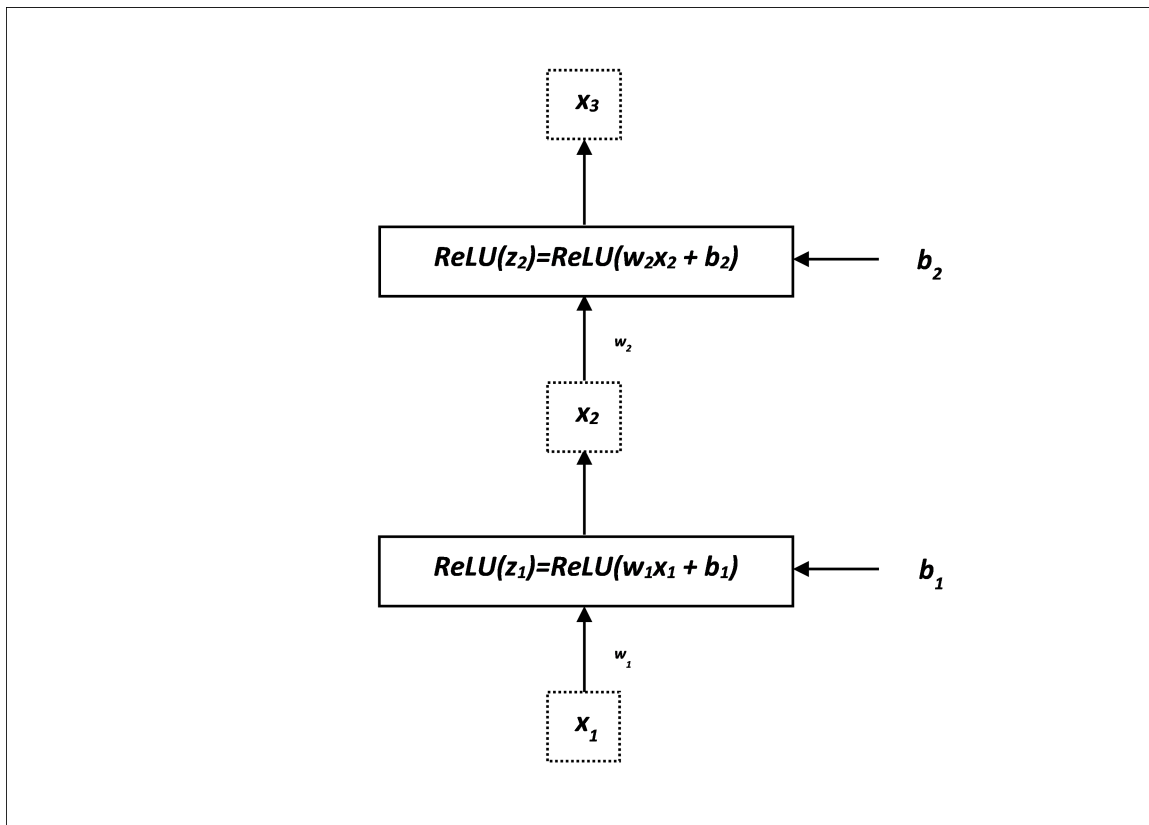 x₃
ReLU(z₂)=ReLU(w₂x₂ + b₂)
b₂
w₂
x₂
ReLU(z₁)=ReLU(w₁x₁ + b₁)
b₁
w₁
x₁